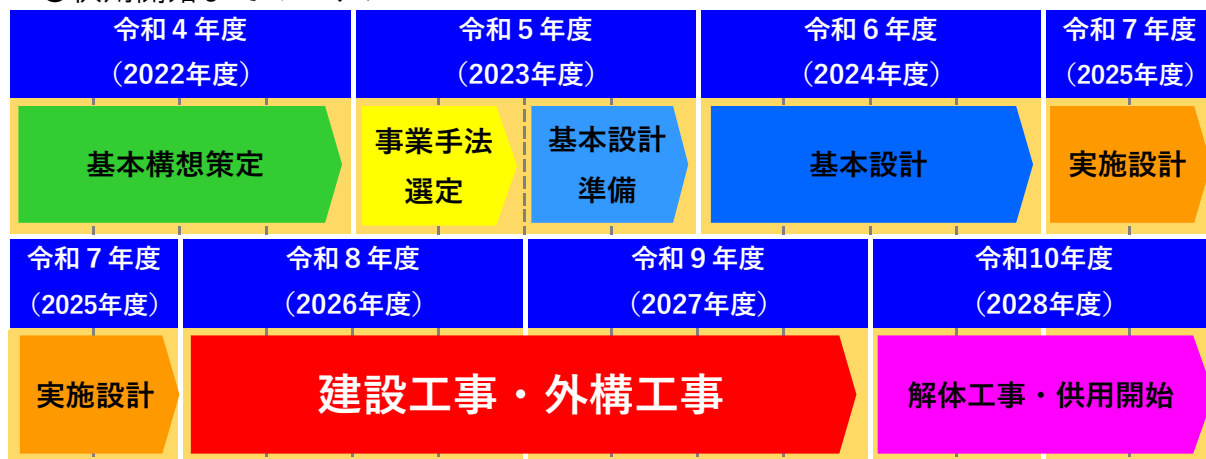 令和４年度 令和５年度 令和６年度 令和７年度
（2022年度） （2023年度） （2024年度） （2025年度）
基本構想策定
事業手法
選定
基本設計
準備
基本設計
実施設計
令和７年度 令和８年度 令和９年度 令和10年度
（2025年度） （2026年度） （2027年度） （2028年度）
実施設計
建設工事・外構工事
解体工事・供用開始